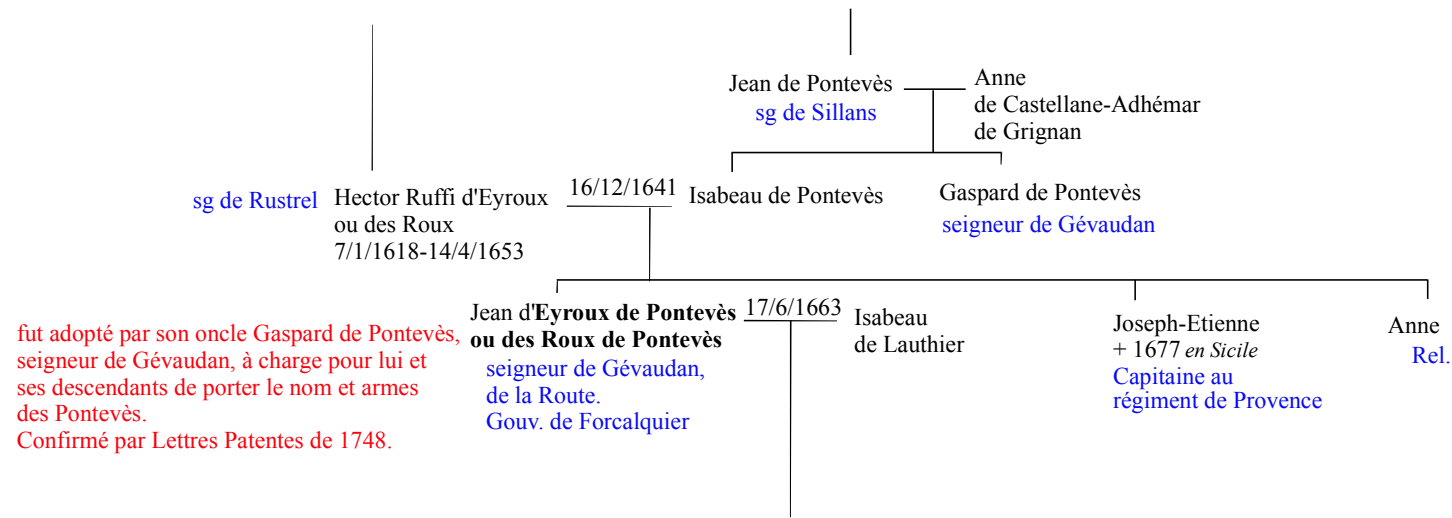 Jean de Pontevès
sg de Sillans
Anne
de Castellane-Adhémar
de Grignan
sg de Rustrel
Hector Ruffi d'Eyroux
ou des Roux
7/1/1618-14/4/1653
16/12/1641
Isabeau de Pontevès
Gaspard de Pontevès
seigneur de Gévaudan
fut adopté par son oncle Gaspard de Pontevès,
seigneur de Gévaudan, à charge pour lui et
ses descendants de porter le nom et armes
des Pontevès.
Confirmé par Lettres Patentes de 1748.
Jean d'Eyroux de Pontevès
ou des Roux de Pontevès
seigneur de Gévaudan,
de la Route.
Gouv. de Forcalquier
17/6/1663
Isabeau
de Lauthier
Joseph-Etienne
+ 1677 en Sicile
Capitaine au
régiment de Provence
Anne
Rel.